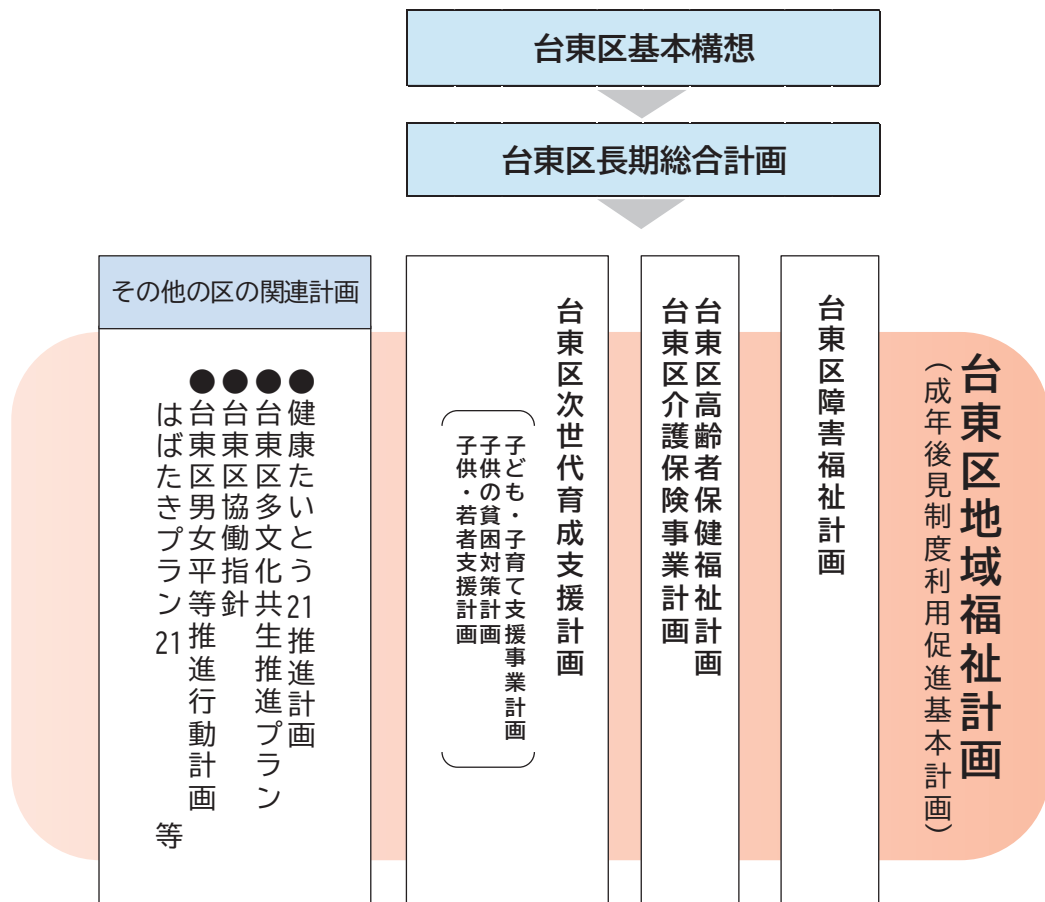 台東区基本構想
台東区長期総合計画
台東区地域福祉計画
（成年後見制度利用促進基本計画）
台東区障害福祉計画
台東区高齢者保健福祉計画
台東区介護保険事業計画
台東区次世代育成支援計画
子ども・子育て支援事業計画
子供の貧困対策計画
子供・若者支援計画
その他の区の関連計画
●健康たいとう21推進計画
●台東区多文化共生推進プラン
●台東区協働指針
●台東区男女平等推進行動計画
はばたきプラン21 等